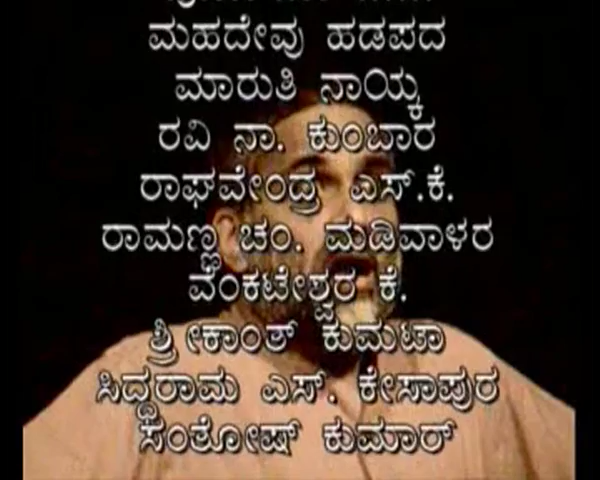 ಮಹದೇವು ಹಡಪದ
ಮಾರುತಿ ನಾಯ್ಕ
ರವಿ ನಾ. ಕುಂಬಾರ
ರಾಘವೇಂದ್ರ ಎಸ್.ಕೆ.
ರಾಮಣ್ಣ ಚಂ. ಮಡಿವಾಳರ
ವೆಂಕಟೇಶ್ವರ ಕೆ.
ಶ್ರೀಕಾಂತ್ ಕುಮಟಾ
ಸಿದ್ಧರಾಮ ಎಸ್. ಕೇಸಾಪುರ
ಸಂತೋಷ್ ಕುಮಾರ್